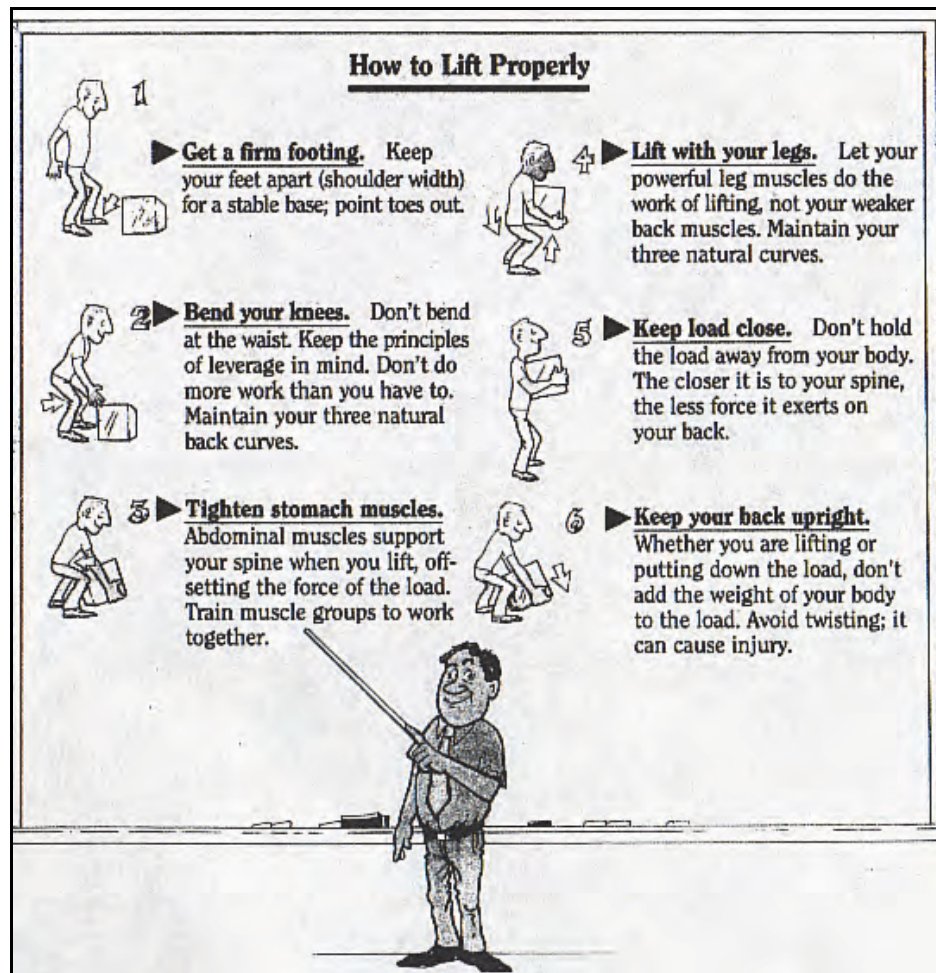 How to Lift Properly
1
Get a firm footing. Keep
your feet apart (shoulder width)
for a stable base; point toes out.
2
Bend your knees. Don't bend
at the waist. Keep the principles
of leverage in mind. Don't do
more work than you have to.
Maintain your three natural
back curves.
3
Tighten stomach muscles.
Abdominal muscles support
your spine when you lift, off-
setting the force of the load.
Train muscle groups to work
together.
4
Lift with your legs. Let your
powerful leg muscles do the
work of lifting, not your weaker
back muscles. Maintain your
three natural curves.
5
Keep load close. Don't hold
the load away from your body.
The closer it is to your spine,
the less force it exerts on
your back.
6
Keep your back upright.
Whether you are lifting or
putting down the load, don't
add the weight of your body
to the load. Avoid twisting; it
can cause injury.